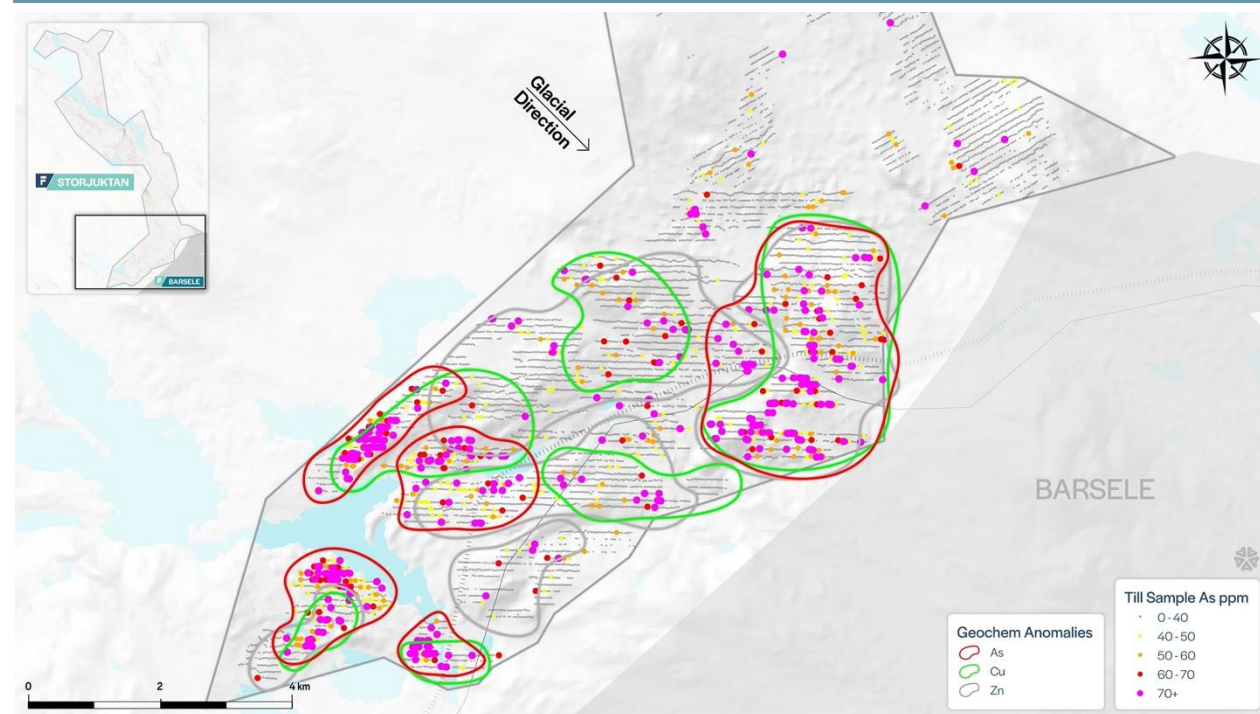 F STORJUKTAN
F BARSELE
Glacial
Direction
BARSELE
Geochem Anomalies
As
Cu
Zn
Till Sample As ppm
0-40
40-50
50-60
60-70
70+
0 2 4 km